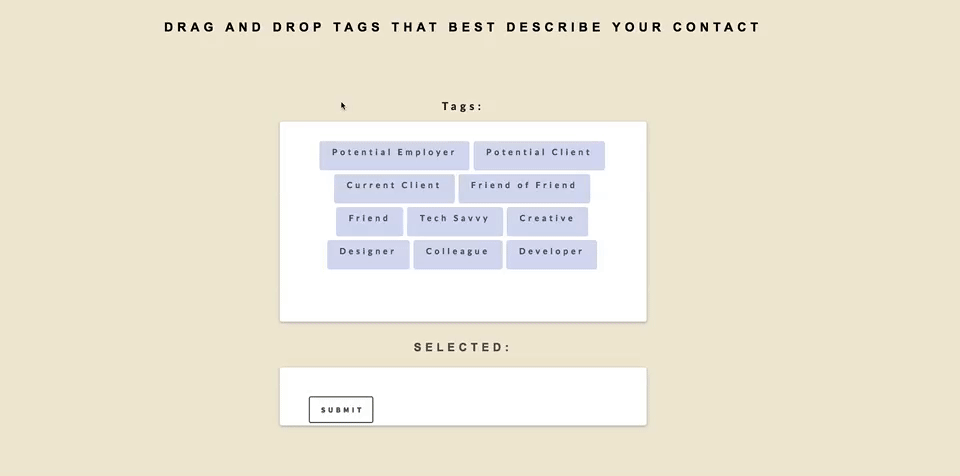 DRAG AND DROP TAGS THAT BEST DESCRIBE YOUR CONTACT
Tags:
Potential Employer Potential Client
Current Client Friend of Friend
Friend Tech Savvy Creative
Designer Colleague Developer
SELECTED:
SUBMIT